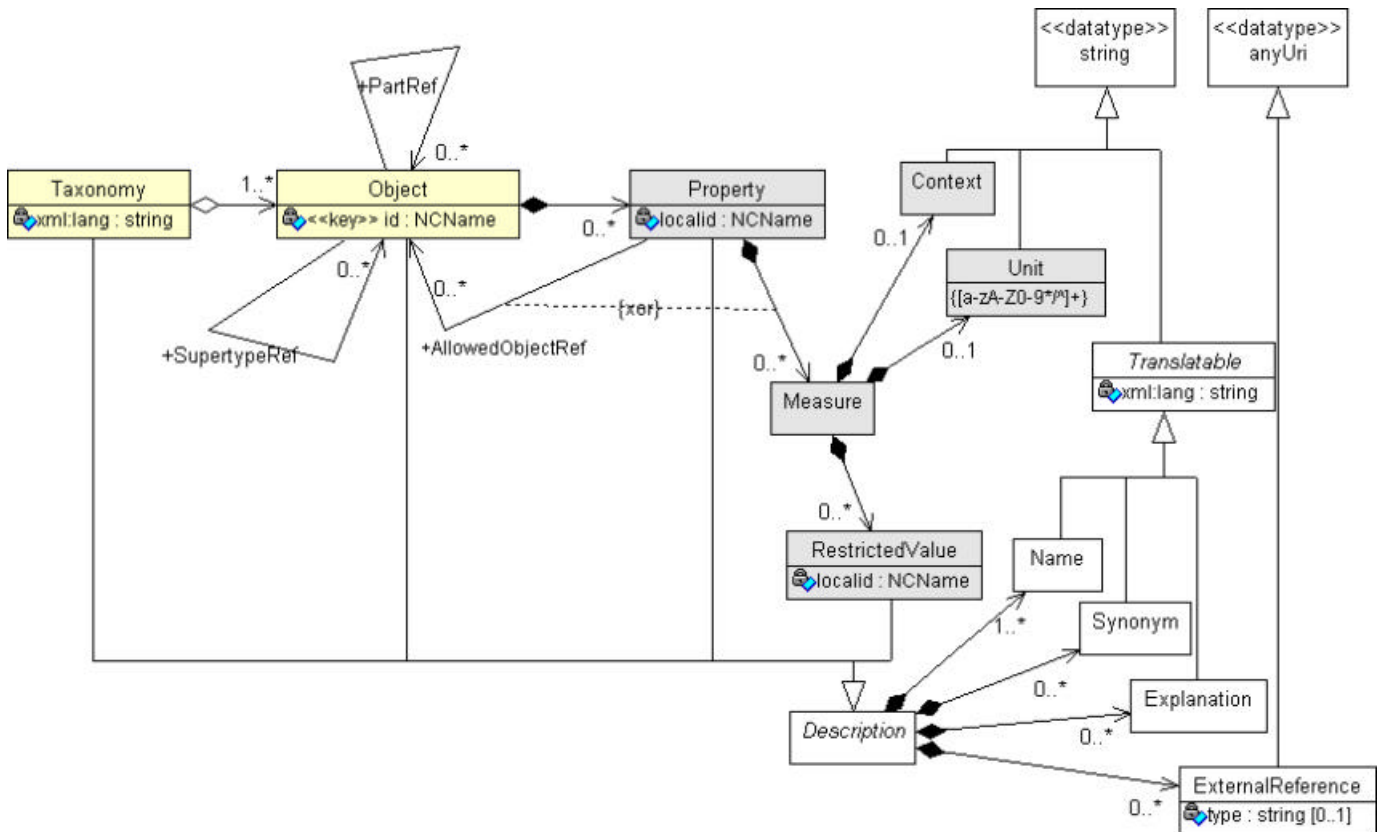 <<datatype>>
string
<<datatype>>
anyUri
+PartRef
0..*
Taxonomy
xml:lang : string
1..*
Object
<<key>> id : NCName
0..*
Property
localid : NCName
Context
0..1
Unit
{[a-zA-Z0-9*/^]+}
0..1
0..*
0..*
{xor}
+SupertypeRef
+AllowedObjectRef
0..*
Measure
Translatable
xml:lang : string
0..*
RestrictedValue
localid : NCName
Name
1..*
Synonym
0..*
Explanation
0..*
Description
ExternalReference
0..*
type : string [0..1]